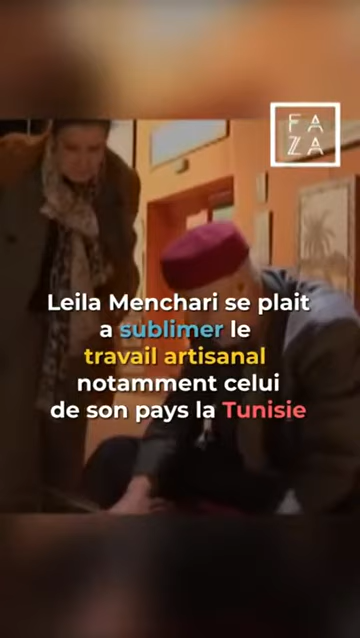 FA
ZA
Leila Menchari se plait
a sublimer le
travail artisanal
notamment celui
de son pays la Tunisie